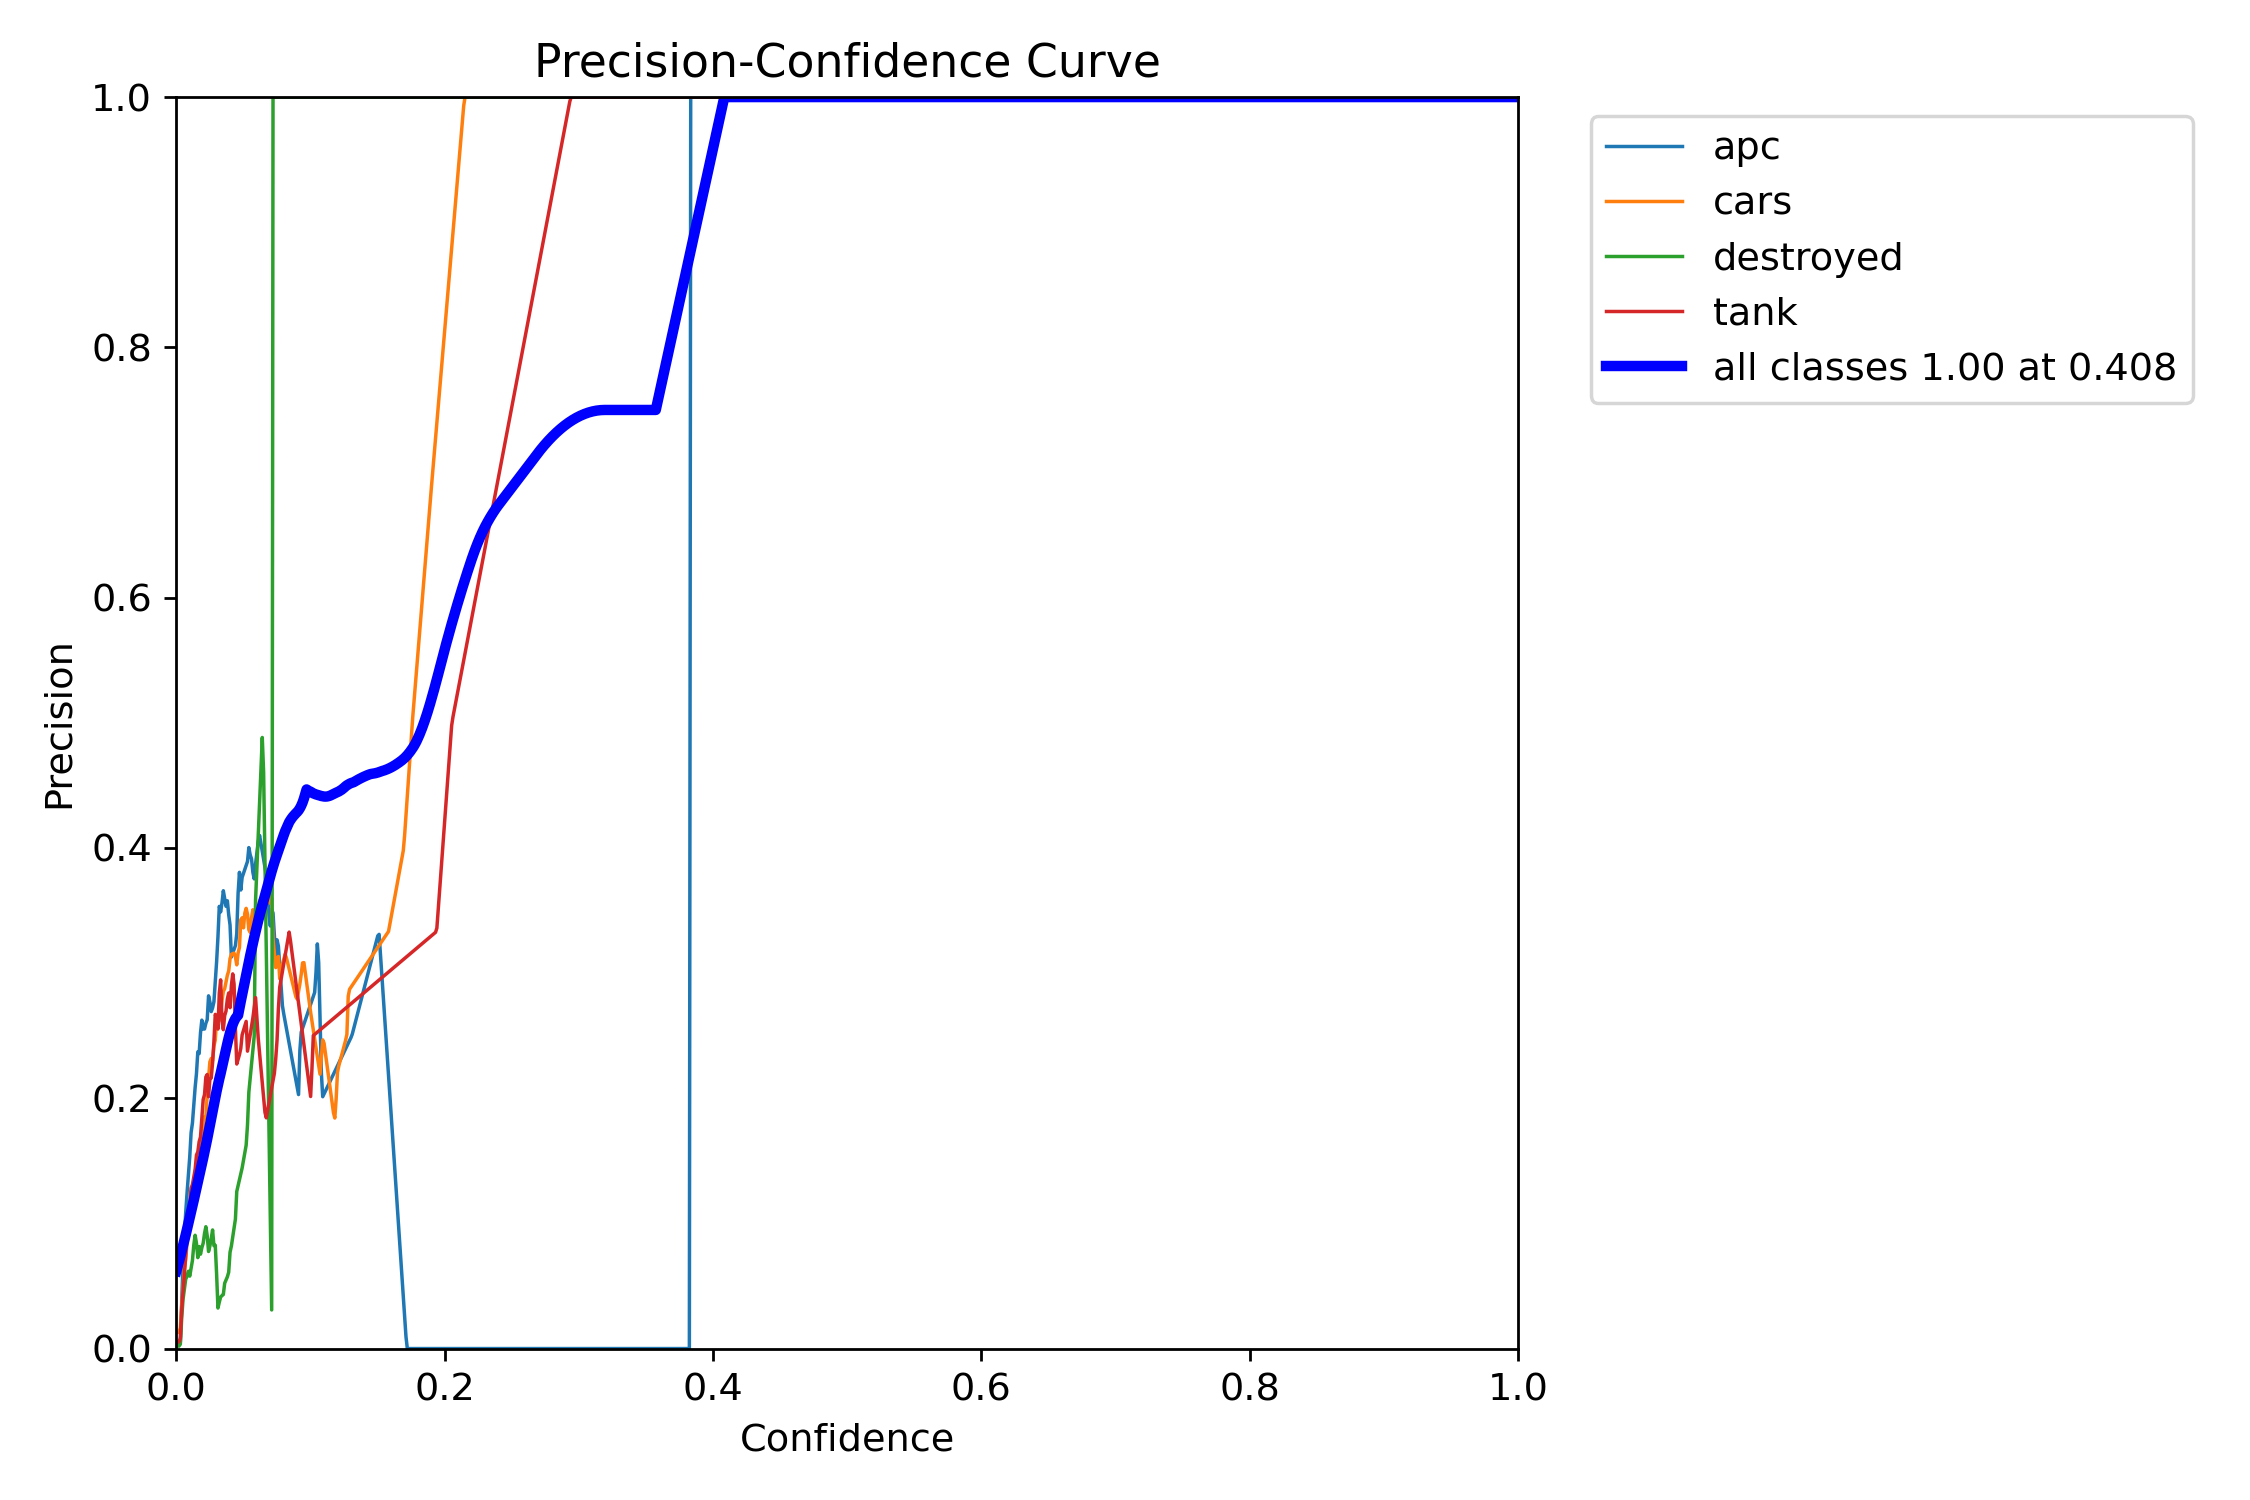 Precision-Confidence Curve
1.0
0.8
0.6
0.4
0.2
0.0
Precision
0.0 0.2 0.4 0.6 0.8 1.0
Confidence
apc
cars
destroyed
tank
all classes 1.00 at 0.408